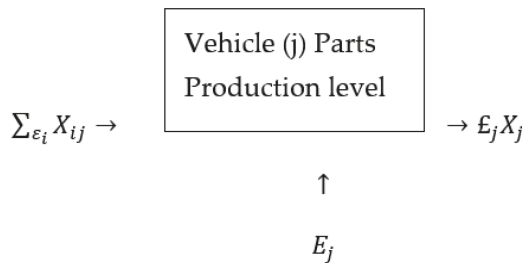 Vehicle (j) Parts
Production level
∑εᵢ Xᵢⱼ → → £ⱼXⱼ
↑
Eⱼ